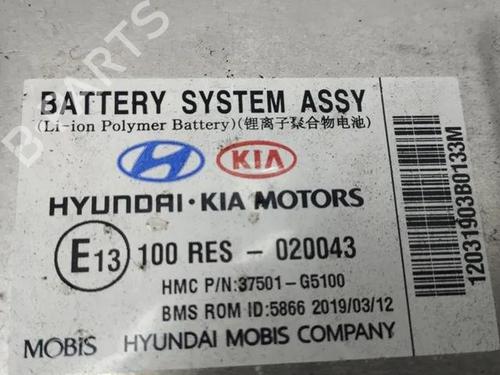 B PARTS
BATTERY SYSTEM ASSY
(Li-ion Polymer Battery)(锂离子聚合物电池)
KIA
HYUNDAI · KIA MOTORS
E13 100 RES - 020043
HMC P/N:37501-G5100
BMS ROM ID:5866 2019/03/12
MOBIS HYUNDAI MOBIS COMPANY
12031903B0133M